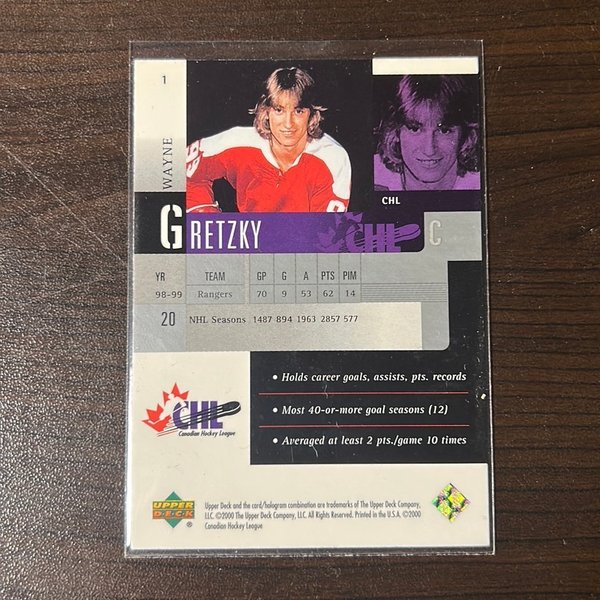 1
WAYNE
CHL
GRETZKY
CHL
C
YR TEAM GP G A PTS PIM
98-99 Rangers 70 9 53 62 14
20 NHL Seasons 1487 894 1963 2857 577
• Holds career goals, assists, pts. records
CHL
Canadian Hockey League
• Most 40-or-more goal seasons (12)
• Averaged at least 2 pts./game 10 times
UPPER
DECK
®
Upper Deck and the card/hologram combination are trademarks of The Upper Deck Company,
LLC. ©2000 The Upper Deck Company, LLC. All Rights Reserved. Printed in the U.S.A. ©2000
Canadian Hockey League